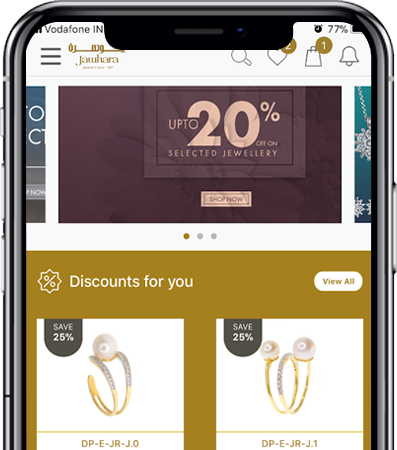 Vodafone IN
77%
جوهرة
Jawhara
2
1
TO
CT
NOW
UPTO 20% OFF ON
SELECTED JEWELLERY
SHOP NOW
Discounts for you
View All
SAVE
25%
SAVE
25%
DP-E-JR-J.0
DP-E-JR-J.1